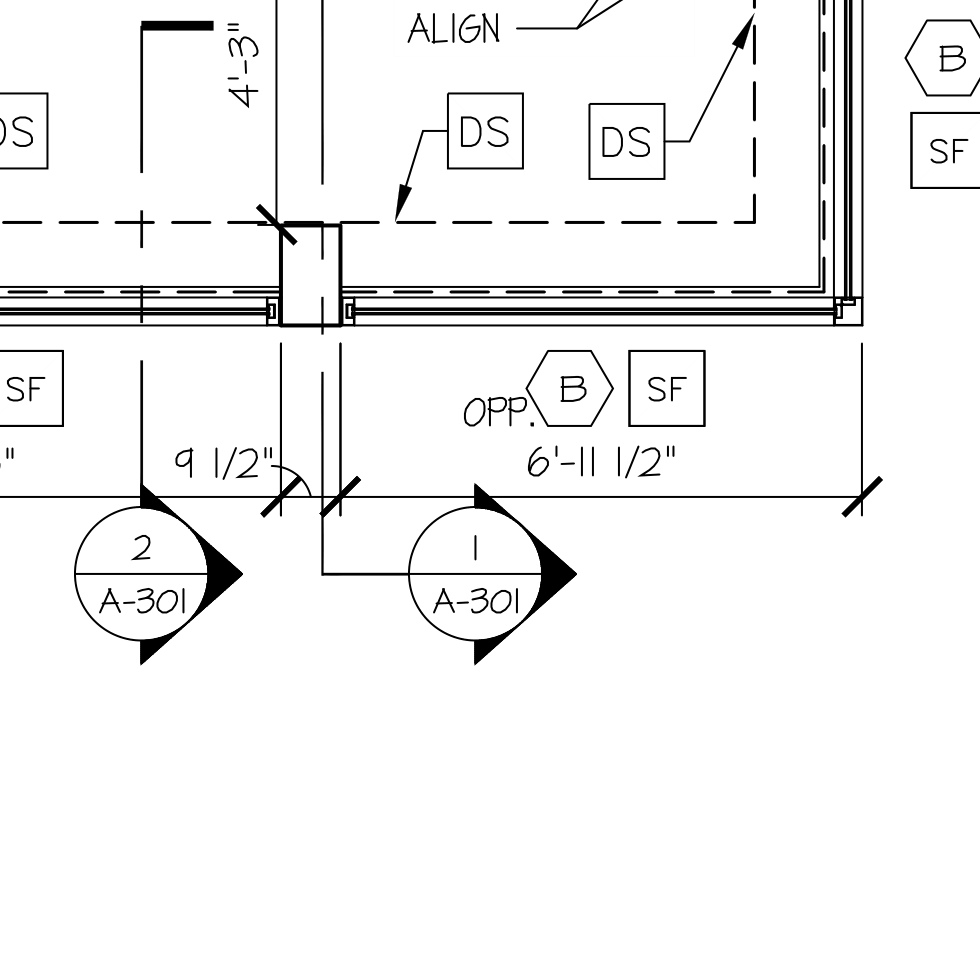 ALIGN
4'-3"
B
DS
DS
DS
SF
SF
B
SF
OPP.
"
9 1/2"
6'-11 1/2"
2
A-301
1
A-301